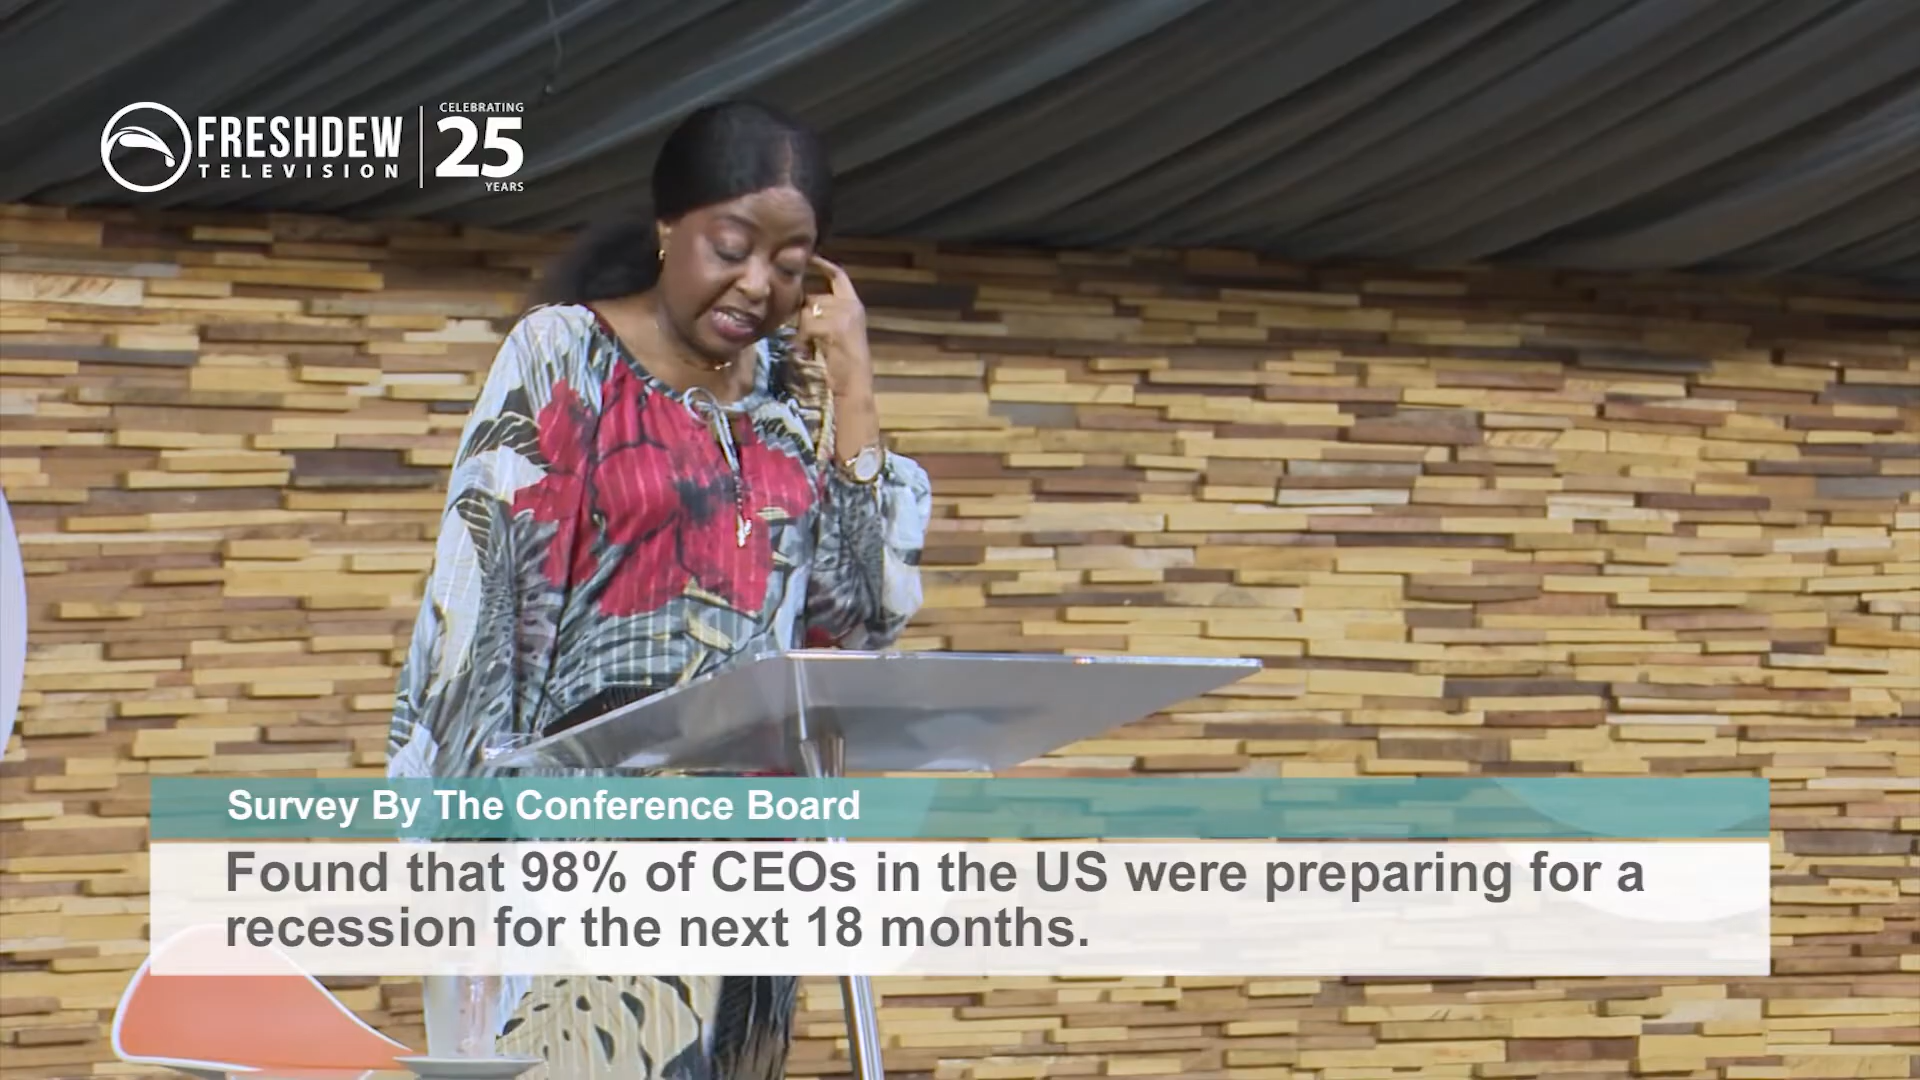 FRESHDEW
TELEVISION
CELEBRATING
25
YEARS
Survey By The Conference Board
Found that 98% of CEOs in the US were preparing for a
recession for the next 18 months.